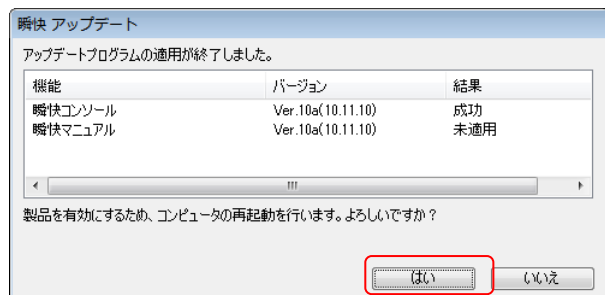 瞬快 アップデート
アップデートプログラムの適用が終了しました。
機能 バージョン 結果
瞬快コンソール Ver.10a(10.11.10) 成功
瞬快マニュアル Ver.10a(10.11.10) 未適用
製品を有効にするため、コンピュータの再起動を行います。よろしいですか？
はい いいえ